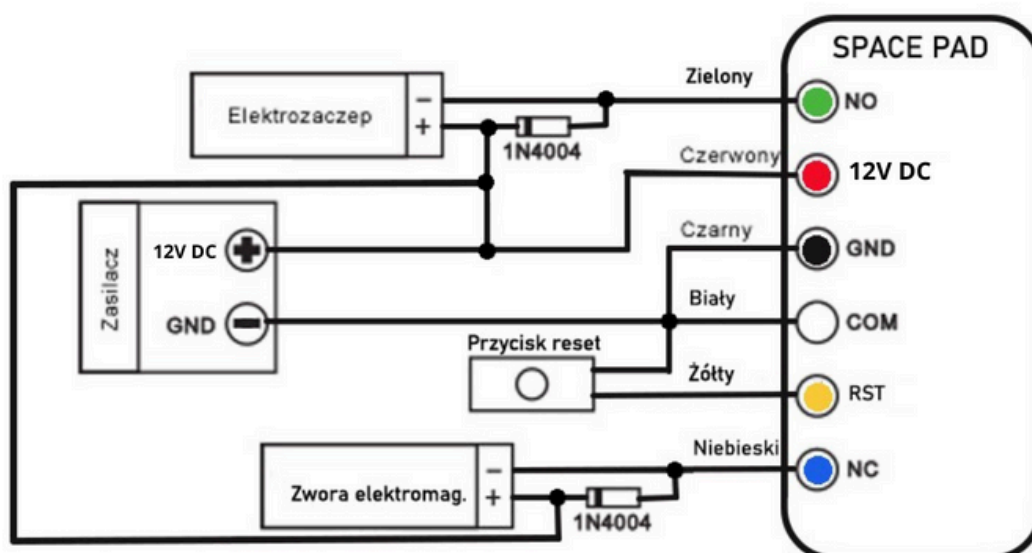 SPACE PAD
Zielony
NO
Elektrozaczep
−
+
1N4004
Czerwony
12V DC
Zasilacz
12V DC
Czarny
GND
GND
Biały
COM
Przycisk reset
Żółty
RST
Niebieski
NC
Zwora elektromag.
−
+
1N4004